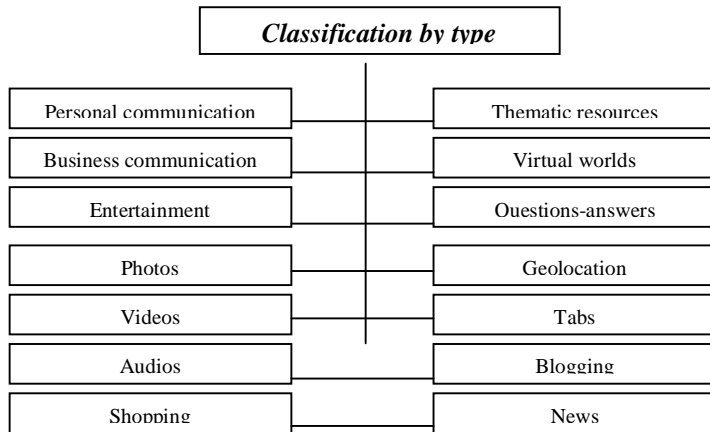 Classification by type
Personal communication
Thematic resources
Business communication
Virtual worlds
Entertainment
Questions-answers
Photos
Geolocation
Videos
Tabs
Audios
Blogging
Shopping
News